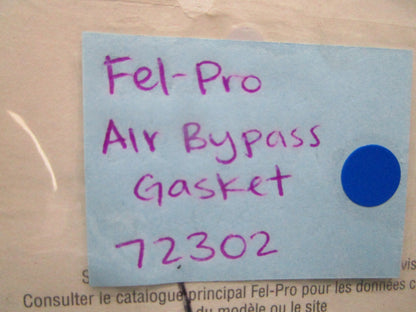 Fel-Pro
Air Bypass
Gasket
72302
Consulter le catalogue principal Fel-Pro pour les données
du modèle ou le site